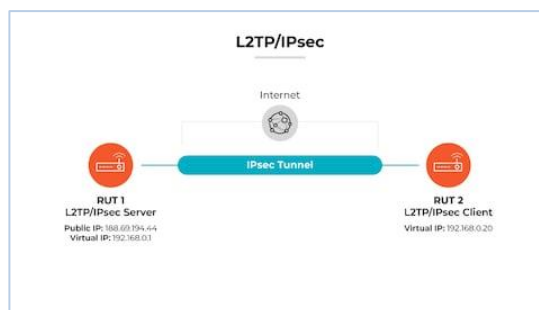 L2TP/IPsec
Internet
IPsec Tunnel
RUT 1
L2TP/IPsec Server
Public IP: 188.69.194.44
Virtual IP: 192.168.0.1
RUT 2
L2TP/IPsec Client
Virtual IP: 192.168.0.20